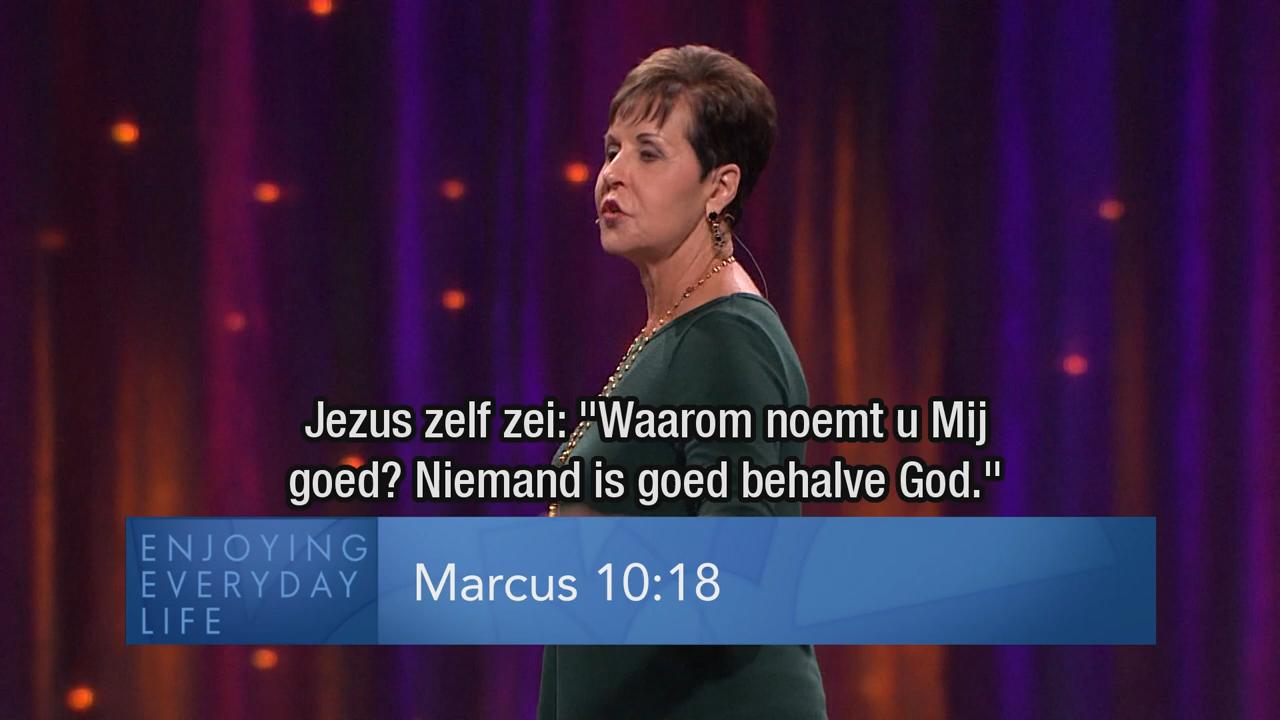 Jezus zelf zei: "Waarom noemt u Mij
goed? Niemand is goed behalve God."
ENJOYING
EVERYDAY
LIFE
Marcus 10:18